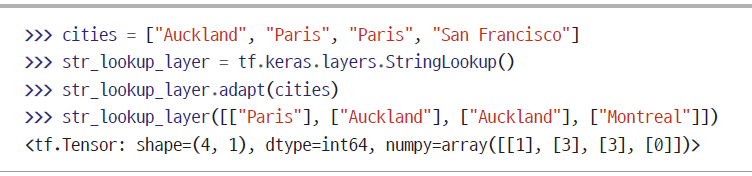 >>> cities = ["Auckland", "Paris", "Paris", "San Francisco"]
>>> str_lookup_layer = tf.keras.layers.StringLookup()
>>> str_lookup_layer.adapt(cities)
>>> str_lookup_layer([["Paris"], ["Auckland"], ["Auckland"], ["Montreal"]])
<tf.Tensor: shape=(4, 1), dtype=int64, numpy=array([[1], [3], [3], [0]])>